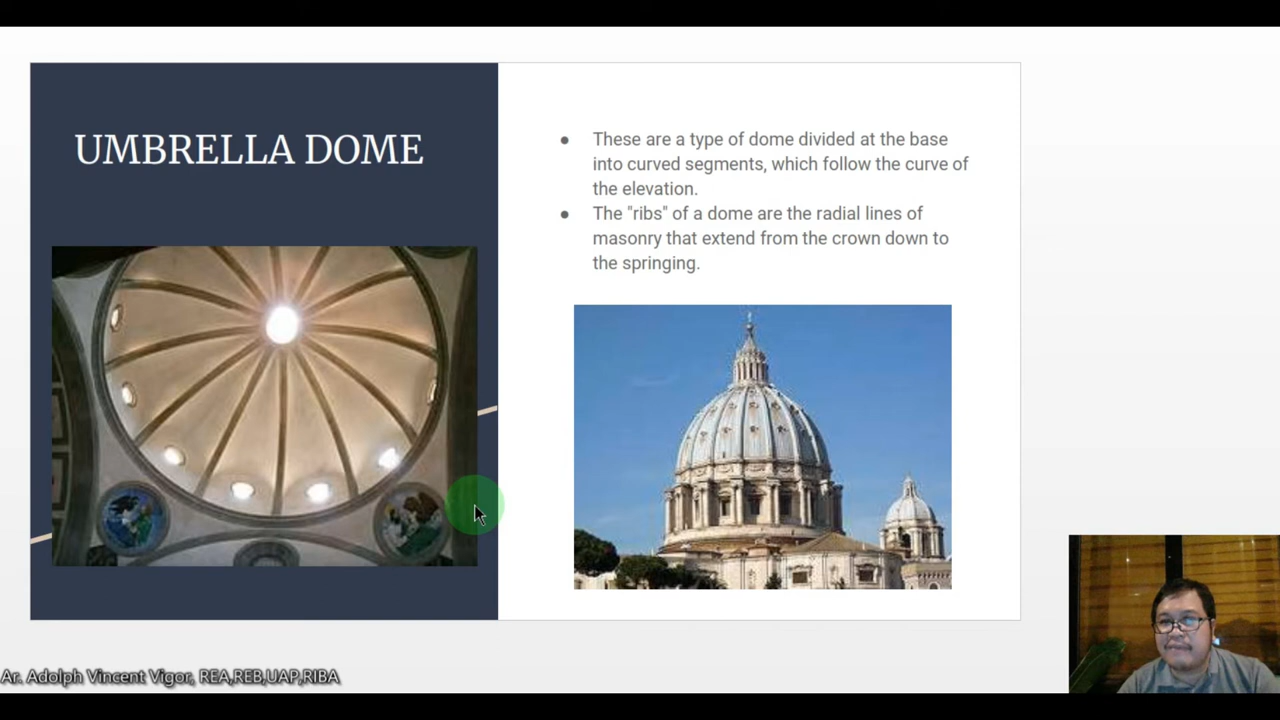 UMBRELLA DOME
● These are a type of dome divided at the base
into curved segments, which follow the curve of
the elevation.
● The "ribs" of a dome are the radial lines of
masonry that extend from the crown down to
the springing.
Ar. Adolph Vincent Vigor, REA,REB,UAP,RIBA